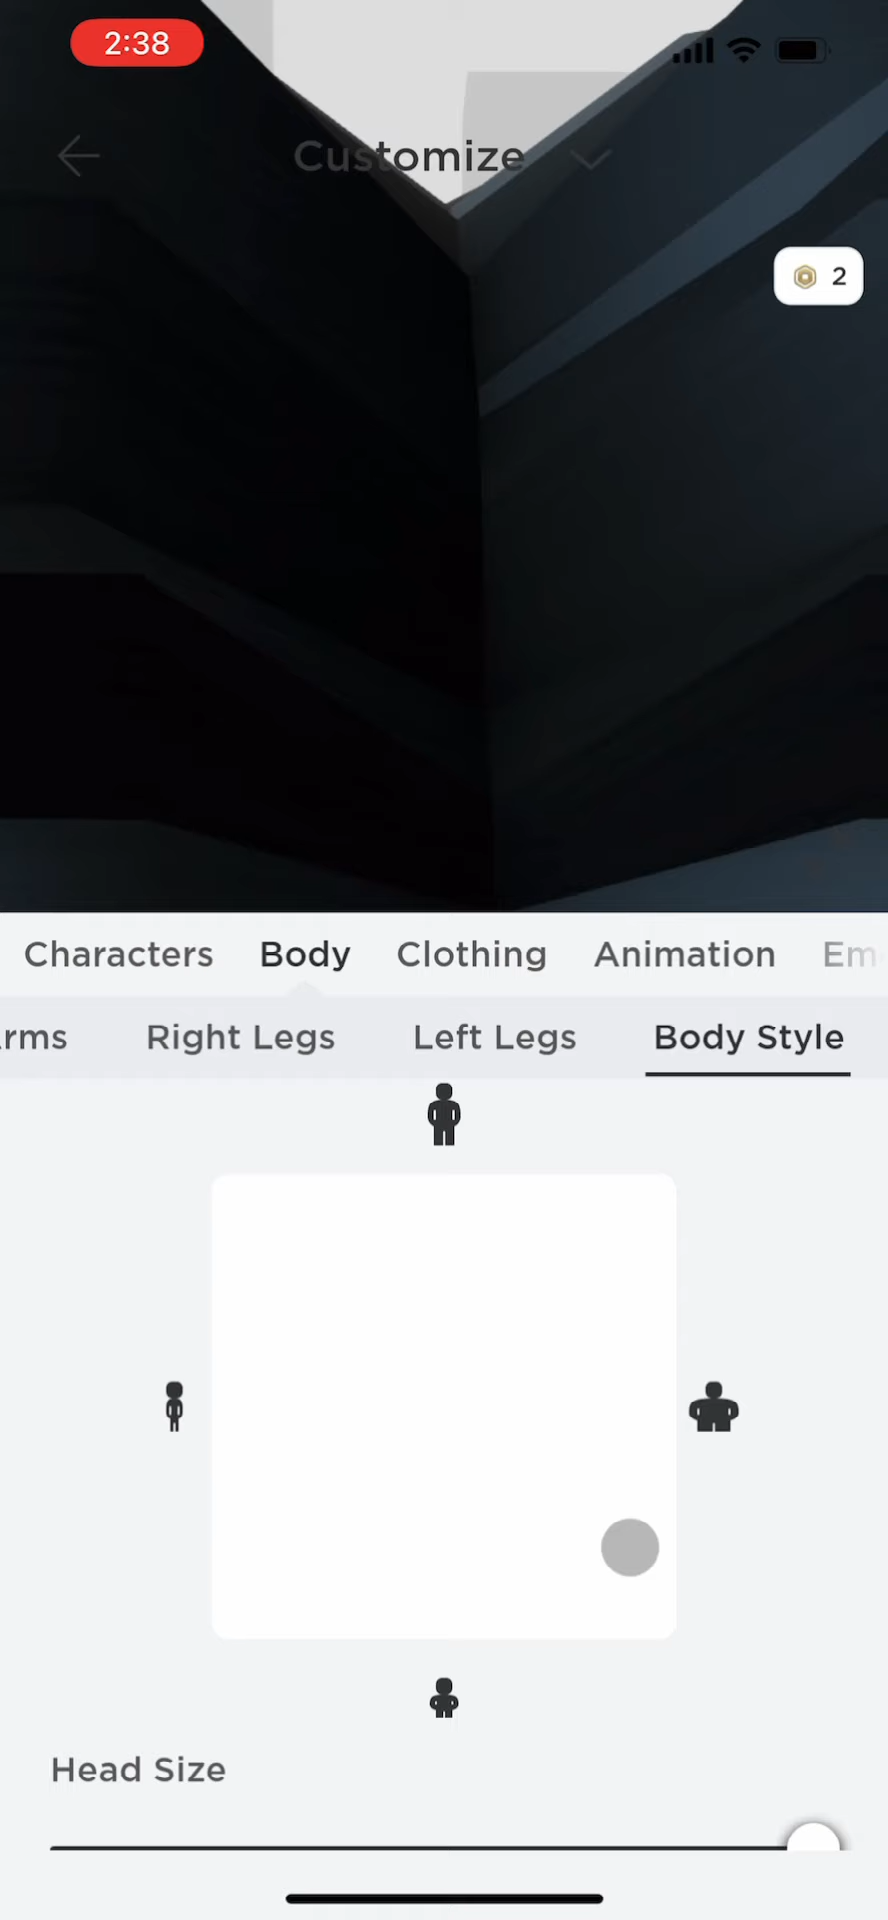 2:38
Customize
2
Characters Body Clothing Animation Em
rms Right Legs Left Legs Body Style
Head Size